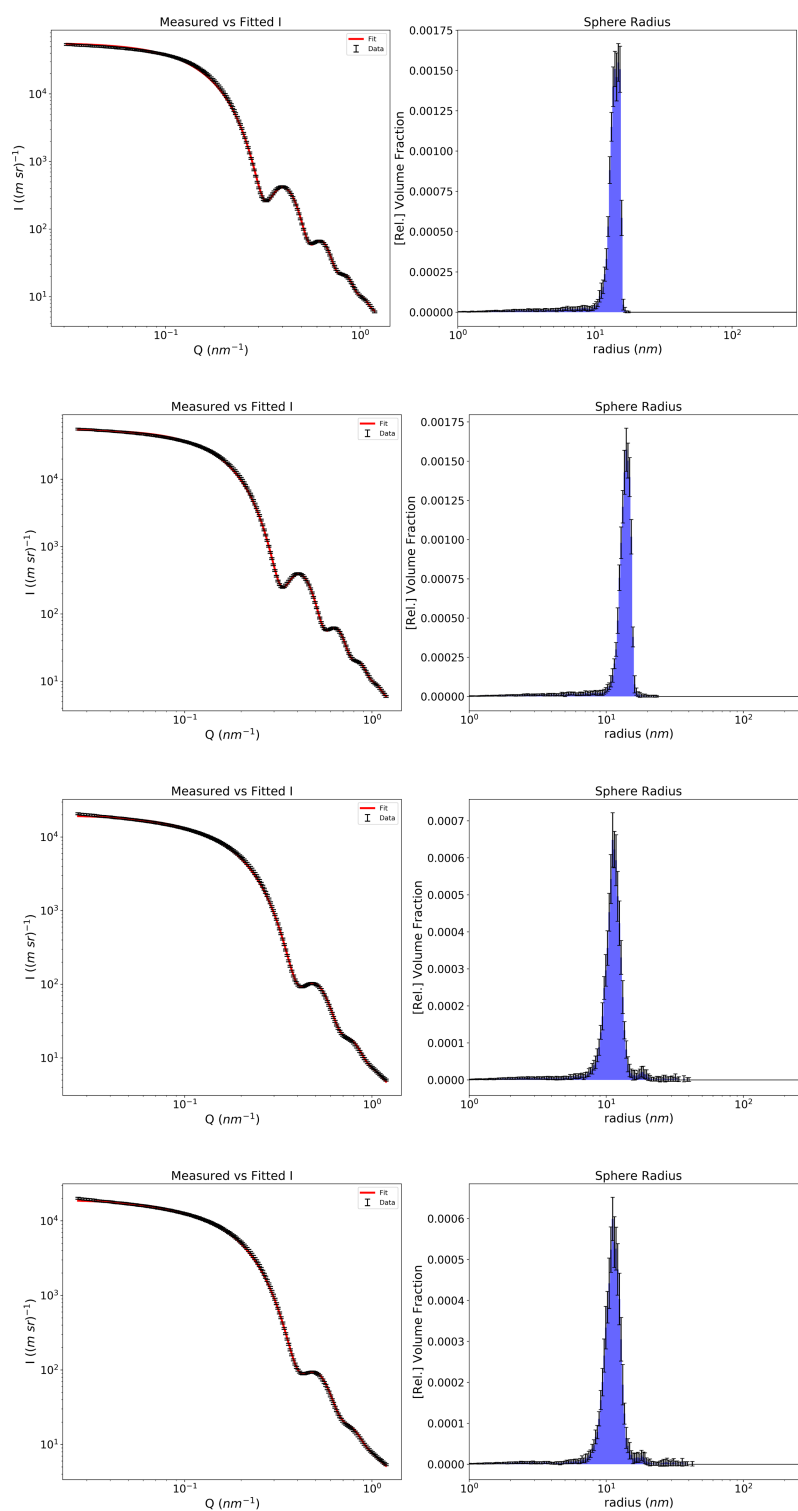 Measured vs Fitted I
Fit
Data
10⁴
10³
10²
10¹
I ((m sr)⁻¹)
10⁻¹
10⁰
Q (nm⁻¹)
Sphere Radius
0.00175
0.00150
0.00125
0.00100
0.00075
0.00050
0.00025
0.00000
[Rel.] Volume Fraction
10⁰
10¹
10²
radius (nm)
Measured vs Fitted I
Fit
Data
10⁴
10³
10²
10¹
I ((m sr)⁻¹)
10⁻¹
10⁰
Q (nm⁻¹)
Sphere Radius
0.00175
0.00150
0.00125
0.00100
0.00075
0.00050
0.00025
0.00000
[Rel.] Volume Fraction
10⁰
10¹
10²
radius (nm)
Measured vs Fitted I
Fit
Data
10⁴
10³
10²
10¹
I ((m sr)⁻¹)
10⁻¹
10⁰
Q (nm⁻¹)
Sphere Radius
0.0007
0.0006
0.0005
0.0004
0.0003
0.0002
0.0001
0.0000
[Rel.] Volume Fraction
10⁰
10¹
10²
radius (nm)
Measured vs Fitted I
Fit
Data
10⁴
10³
10²
10¹
I ((m sr)⁻¹)
10⁻¹
10⁰
Q (nm⁻¹)
Sphere Radius
0.0006
0.0005
0.0004
0.0003
0.0002
0.0001
0.0000
[Rel.] Volume Fraction
10⁰
10¹
10²
radius (nm)